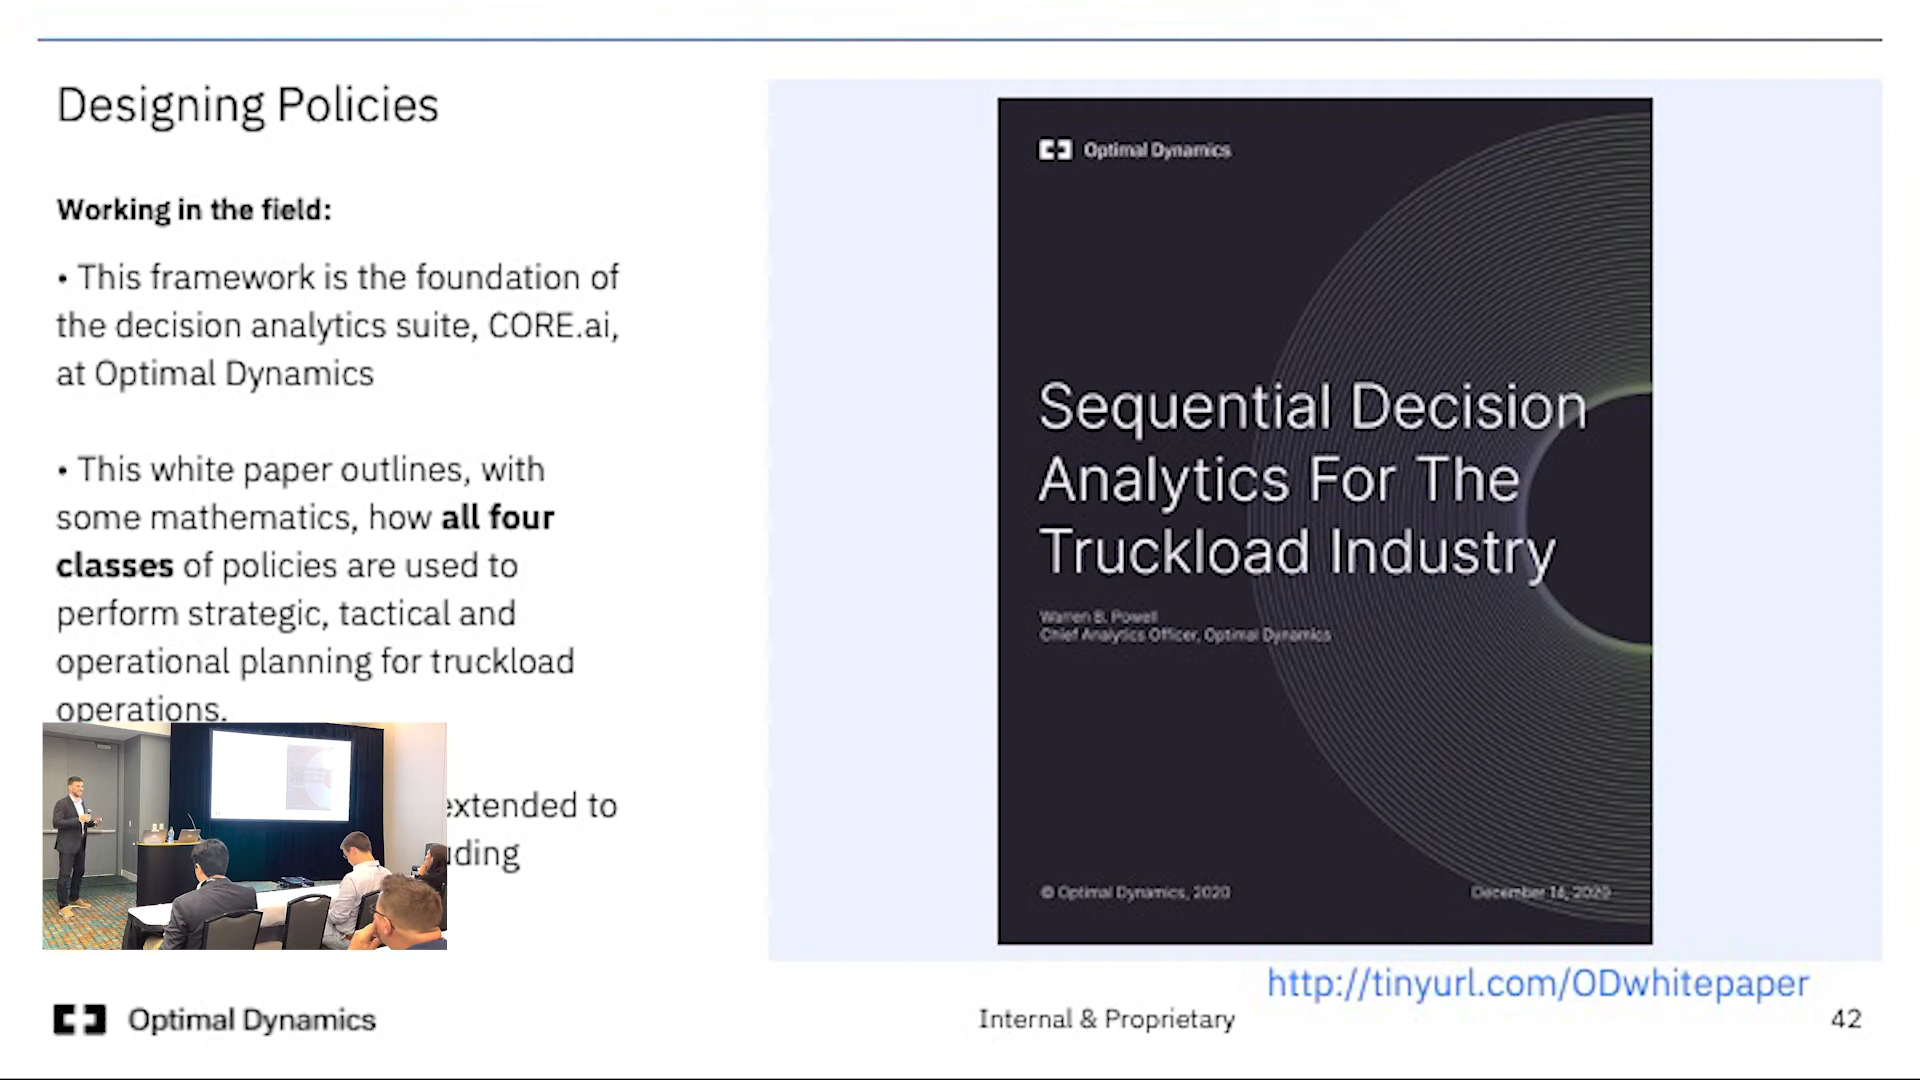 Designing Policies
Working in the field:
• This framework is the foundation of
the decision analytics suite, CORE.ai,
at Optimal Dynamics
• This white paper outlines, with
some mathematics, how all four
classes of policies are used to
perform strategic, tactical and
operational planning for truckload
operations.
extended to
uding
Optimal Dynamics
Sequential Decision
Analytics For The
Truckload Industry
Warren B. Powell
Chief Analytics Officer, Optimal Dynamics
© Optimal Dynamics, 2020
December 14, 2020
http://tinyurl.com/ODwhitepaper
Optimal Dynamics
Internal & Proprietary
42